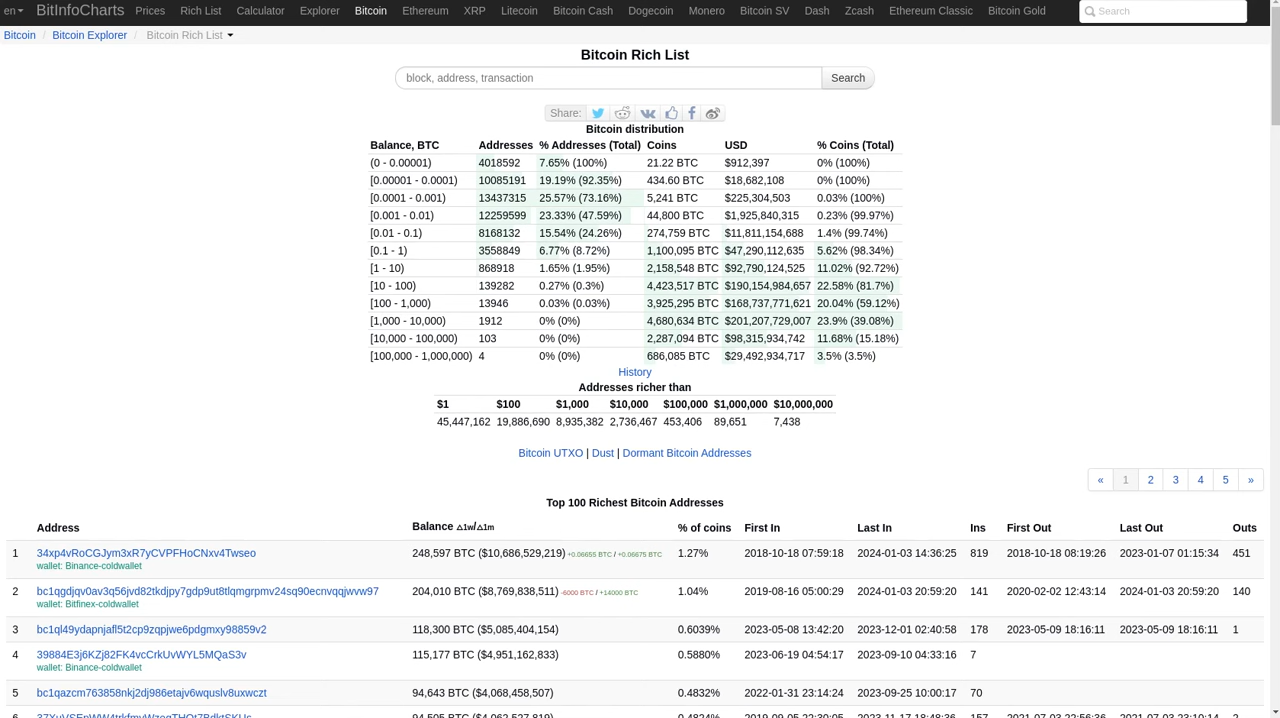 en BitInfoCharts Prices Rich List Calculator Explorer Bitcoin Ethereum XRP Litecoin Bitcoin Cash Dogecoin Monero Bitcoin SV Dash Zcash Ethereum Classic Bitcoin Gold Search
Bitcoin / Bitcoin Explorer / Bitcoin Rich List
Bitcoin Rich List
block, address, transaction Search
Share:
Bitcoin distribution
Balance, BTC Addresses % Addresses (Total) Coins USD % Coins (Total)
(0 - 0.00001) 4018592 7.65% (100%) 21.22 BTC $912,397 0% (100%)
[0.00001 - 0.0001) 10085191 19.19% (92.35%) 434.60 BTC $18,682,108 0% (100%)
[0.0001 - 0.001) 13437315 25.57% (73.16%) 5,241 BTC $225,304,503 0.03% (100%)
[0.001 - 0.01) 12259599 23.33% (47.59%) 44,800 BTC $1,925,840,315 0.23% (99.97%)
[0.01 - 0.1) 8168132 15.54% (24.26%) 274,759 BTC $11,811,154,688 1.4% (99.74%)
[0.1 - 1) 3558849 6.77% (8.72%) 1,100,095 BTC $47,290,112,635 5.62% (98.34%)
[1 - 10) 868918 1.65% (1.95%) 2,158,548 BTC $92,790,124,525 11.02% (92.72%)
[10 - 100) 139282 0.27% (0.3%) 4,423,517 BTC $190,154,984,657 22.58% (81.7%)
[100 - 1,000) 13946 0.03% (0.03%) 3,925,295 BTC $168,737,771,621 20.04% (59.12%)
[1,000 - 10,000) 1912 0% (0%) 4,680,634 BTC $201,207,729,007 23.9% (39.08%)
[10,000 - 100,000) 103 0% (0%) 2,287,094 BTC $98,315,934,742 11.68% (15.18%)
[100,000 - 1,000,000) 4 0% (0%) 686,085 BTC $29,492,934,717 3.5% (3.5%)
History
Addresses richer than
$1 $100 $1,000 $10,000 $100,000 $1,000,000 $10,000,000
45,447,162 19,886,690 8,935,382 2,736,467 453,406 89,651 7,438
Bitcoin UTXO | Dust | Dormant Bitcoin Addresses
« 1 2 3 4 5 »
Top 100 Richest Bitcoin Addresses
Address Balance △1w/△1m % of coins First In Last In Ins First Out Last Out Outs
1 34xp4vRoCGJym3xR7yCVPFHoCNxv4Twseo 248,597 BTC ($10,686,529,219) +0.06655 BTC / +0.06675 BTC 1.27% 2018-10-18 07:59:18 2024-01-03 14:36:25 819 2018-10-18 08:19:26 2023-01-07 01:15:34 451
wallet: Binance-coldwallet
2 bc1qgdjqv0av3q56jvd82tkdjpy7gdp9ut8tlqmgrpmv24sq90ecnvqqjwvw97 204,010 BTC ($8,769,838,511) -6000 BTC / +14000 BTC 1.04% 2019-08-16 05:00:29 2024-01-03 20:59:20 141 2020-02-02 12:43:14 2024-01-03 20:59:20 140
wallet: Bitfinex-coldwallet
3 bc1ql49ydapnjafl5t2cp9zqpjwe6pdgmxy98859v2 118,300 BTC ($5,085,404,154) 0.6039% 2023-05-08 13:42:20 2023-12-01 02:40:58 178 2023-05-09 18:16:11 2023-05-09 18:16:11 1
4 39884E3j6KZj82FK4vcCrkUvWYL5MQaS3v 115,177 BTC ($4,951,162,833) 0.5880% 2023-06-19 04:54:17 2023-09-10 04:33:16 7
wallet: Binance-coldwallet
5 bc1qazcm763858nkj2dj986etajv6wquslv8uxwczt 94,643 BTC ($4,068,458,507) 0.4832% 2022-01-31 23:14:24 2023-09-25 10:00:17 70